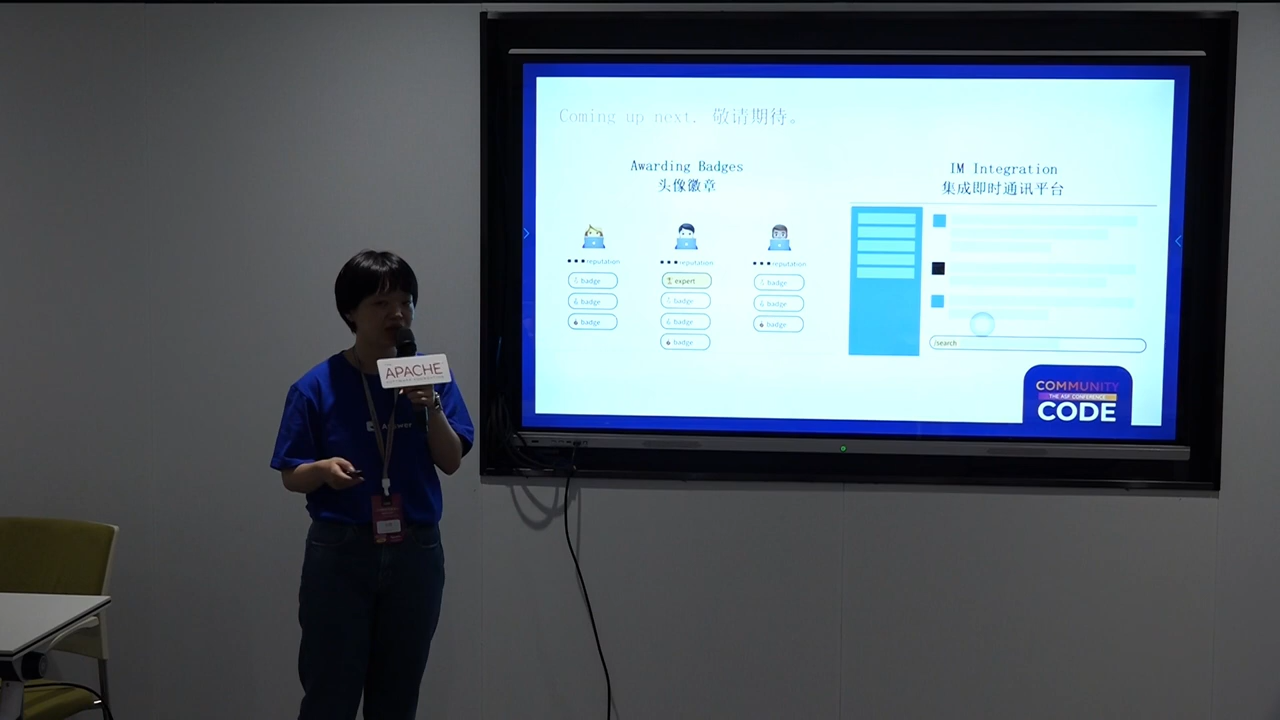 Coming up next. 敬请期待。
Awarding Badges
头像徽章
reputation
badge
badge
badge
reputation
expert
badge
badge
badge
reputation
badge
badge
badge
IM Integration
集成即时通讯平台
/search
COMMUNITY
THE ASF CONFERENCE
CODE
APACHE
Answer